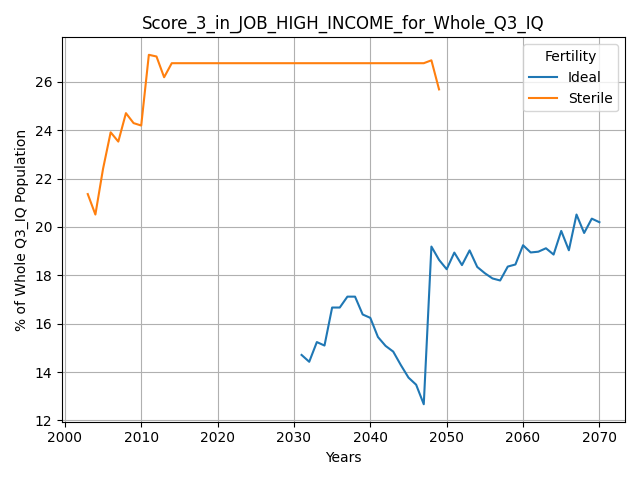 Score_3_in_JOB_HIGH_INCOME_for_Whole_Q3_IQ
Fertility
Ideal
Sterile
% of Whole Q3_IQ Population
26
24
22
20
18
16
14
12
2000 2010 2020 2030 2040 2050 2060 2070
Years